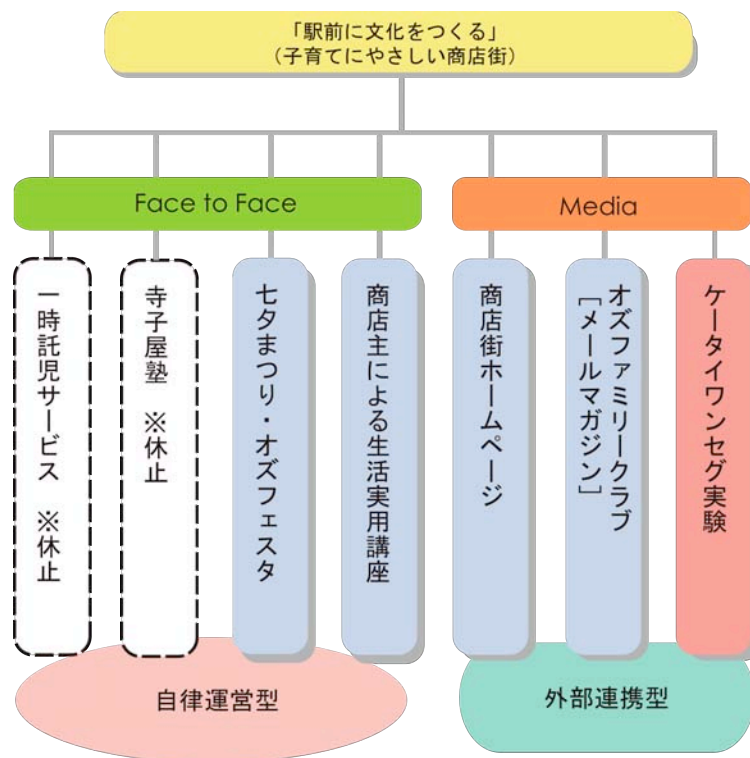 「駅前に文化をつくる」
(子育てにやさしい商店街)
Face to Face
Media
一時託児サービス ※休止
寺子屋塾 ※休止
七夕まつり・オズフェスタ
商店主による生活実用講座
商店街ホームページ
オズファミリークラブ
[メールマガジン]
ケータイワンセグ実験
自律運営型
外部連携型